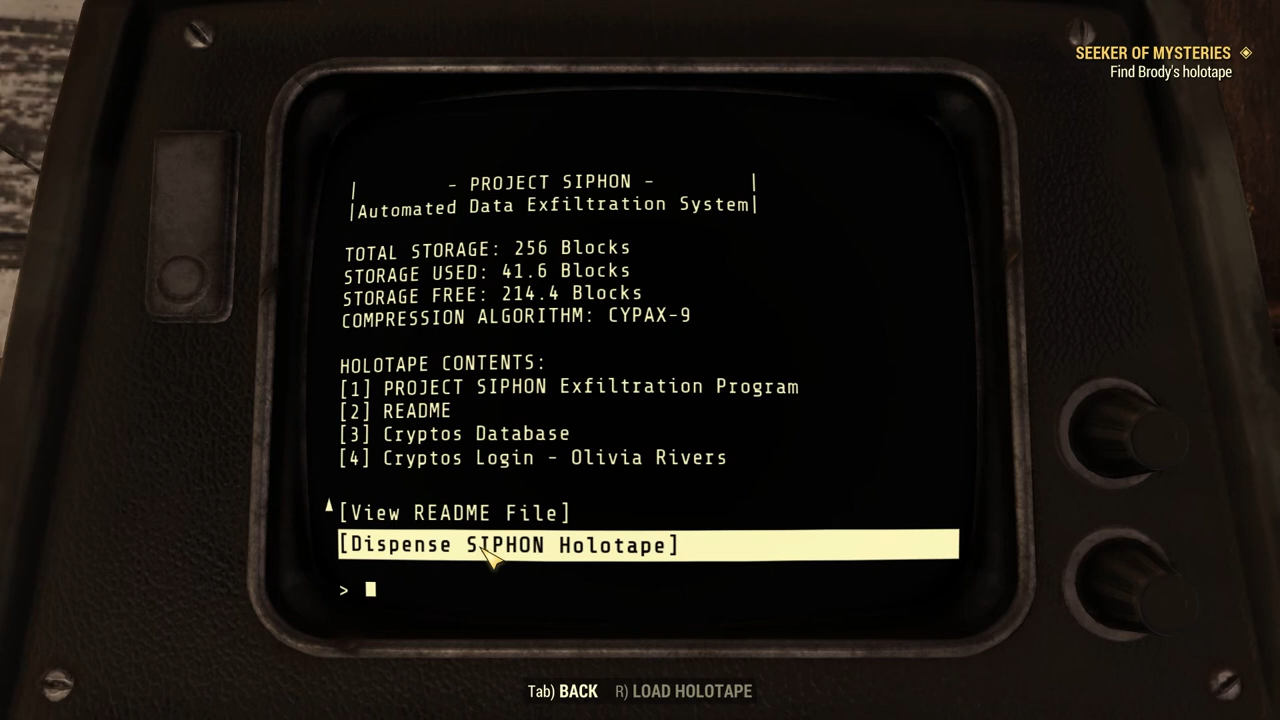 SEEKER OF MYSTERIES
Find Brody's holotape
| - PROJECT SIPHON - |
|Automated Data Exfiltration System|
TOTAL STORAGE: 256 Blocks
STORAGE USED: 41.6 Blocks
STORAGE FREE: 214.4 Blocks
COMPRESSION ALGORITHM: CYPAX-9
HOLOTAPE CONTENTS:
[1] PROJECT SIPHON Exfiltration Program
[2] README
[3] Cryptos Database
[4] Cryptos Login - Olivia Rivers
[View README File]
[Dispense SIPHON Holotape]
>
Tab) BACK R) LOAD HOLOTAPE